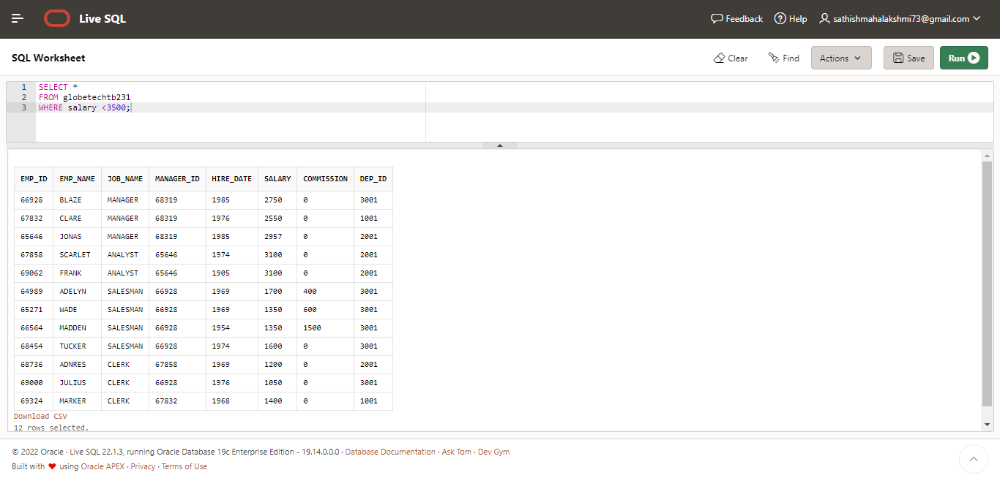 Live SQL Feedback Help sathishmahalakshmi73@gmail.com
SQL Worksheet Clear Find Actions Save Run
1 SELECT *
2 FROM globetechtb231
3 WHERE salary <3500;
EMP_ID EMP_NAME JOB_NAME MANAGER_ID HIRE_DATE SALARY COMMISSION DEP_ID
66928 BLAZE MANAGER 68319 1985 2750 0 3001
67832 CLARE MANAGER 68319 1976 2550 0 1001
65646 JONAS MANAGER 68319 1985 2957 0 2001
67858 SCARLET ANALYST 65646 1974 3100 0 2001
69062 FRANK ANALYST 65646 1905 3100 0 2001
64989 ADELYN SALESMAN 66928 1969 1700 400 3001
65271 WADE SALESMAN 66928 1969 1350 600 3001
66564 MADDEN SALESMAN 66928 1954 1350 1500 3001
68454 TUCKER SALESMAN 66928 1974 1600 0 3001
68736 ADNRES CLERK 67858 1969 1200 0 2001
69000 JULIUS CLERK 66928 1976 1050 0 3001
69324 MARKER CLERK 67832 1968 1400 0 1001
Download CSV
12 rows selected.
© 2022 Oracle · Live SQL 22.1.3, running Oracle Database 19c Enterprise Edition - 19.14.0.0.0 · Database Documentation · Ask Tom · Dev Gym
Built with ❤ using Oracle APEX · Privacy · Terms of Use